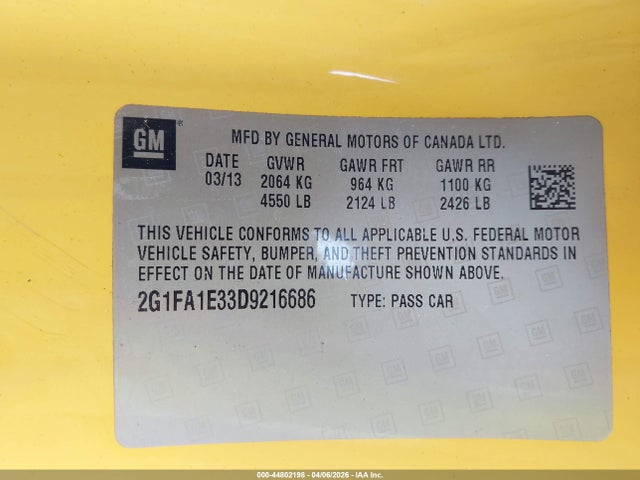 GM®
MFD BY GENERAL MOTORS OF CANADA LTD.
DATE GVWR GAWR FRT GAWR RR
03/13 2064 KG 964 KG 1100 KG
4550 LB 2124 LB 2426 LB
THIS VEHICLE CONFORMS TO ALL APPLICABLE U.S. FEDERAL MOTOR
VEHICLE SAFETY, BUMPER, AND THEFT PREVENTION STANDARDS IN
EFFECT ON THE DATE OF MANUFACTURE SHOWN ABOVE.
2G1FA1E33D9216686 TYPE: PASS CAR
000-44802198 - 04/06/2026 - IAA Inc.